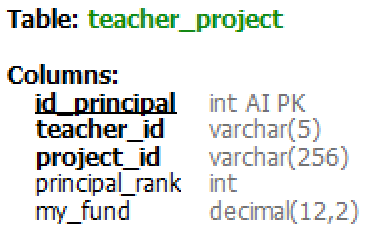 Table: teacher_project
Columns:
id_principal int AI PK
teacher_id varchar(5)
project_id varchar(256)
principal_rank int
my_fund decimal(12,2)